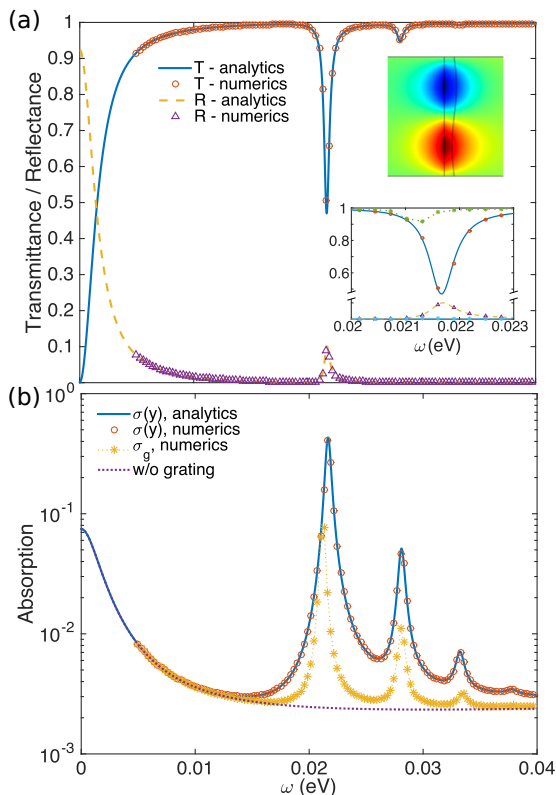 (a)
1
0.9
0.8
0.7
0.6
0.5
0.4
0.3
0.2
0.1
0
Transmittance / Reflectance
T - analytics
T - numerics
R - analytics
R - numerics
1
0.8
0.6
0.02 0.021 0.022 0.023
ω (eV)
(b)
10⁰
10⁻¹
10⁻²
10⁻³
Absorption
σ(y), analytics
σ(y), numerics
σg, numerics
w/o grating
0 0.01 0.02 0.03 0.04
ω (eV)